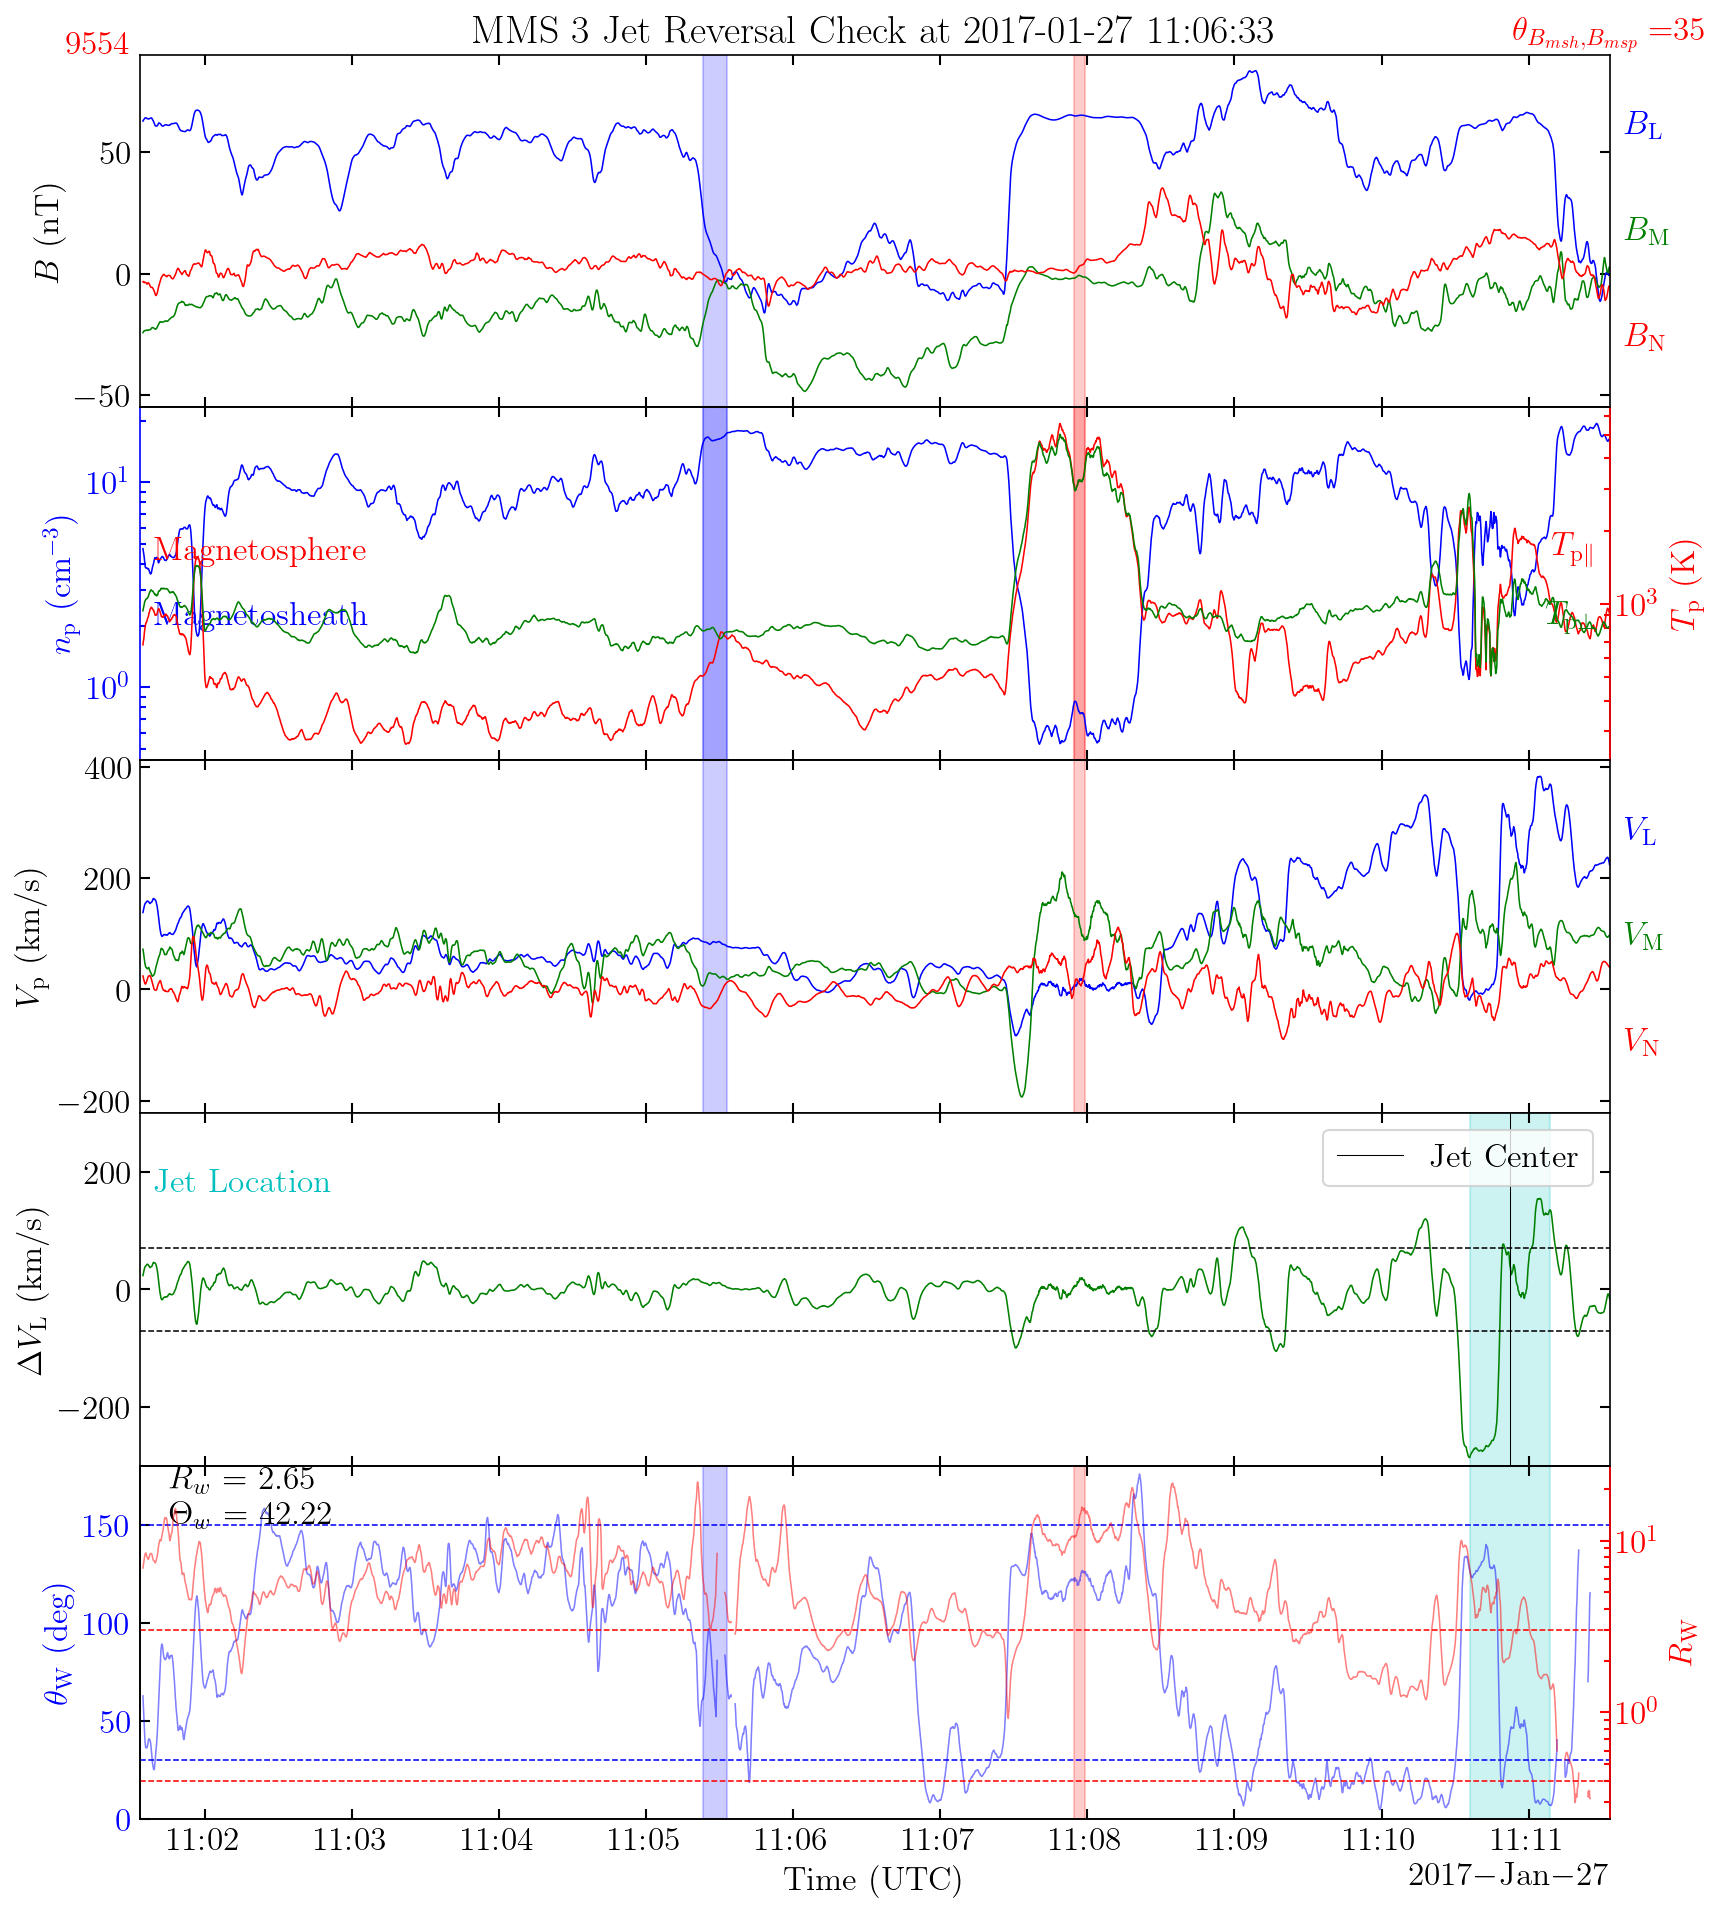 MMS 3 Jet Reversal Check at 2017-01-27 11:06:33
9554
θ_{B_{msh},B_{msp}} =35
B (nT)
50
0
−50
B_L
B_M
B_N
n_p (cm^{−3})
10^1
10^0
Magnetosphere
Magnetosheath
T_{p∥}
T_{p⊥}
10^3
T_p (K)
V_p (km/s)
400
200
0
−200
V_L
V_M
V_N
ΔV_L (km/s)
200
0
−200
Jet Location
Jet Center
R_w = 2.65
Θ_w = 42.22
θ_W (deg)
150
100
50
0
10^1
10^0
R_W
11:02 11:03 11:04 11:05 11:06 11:07 11:08 11:09 11:10 11:11
Time (UTC)
2017−Jan−27